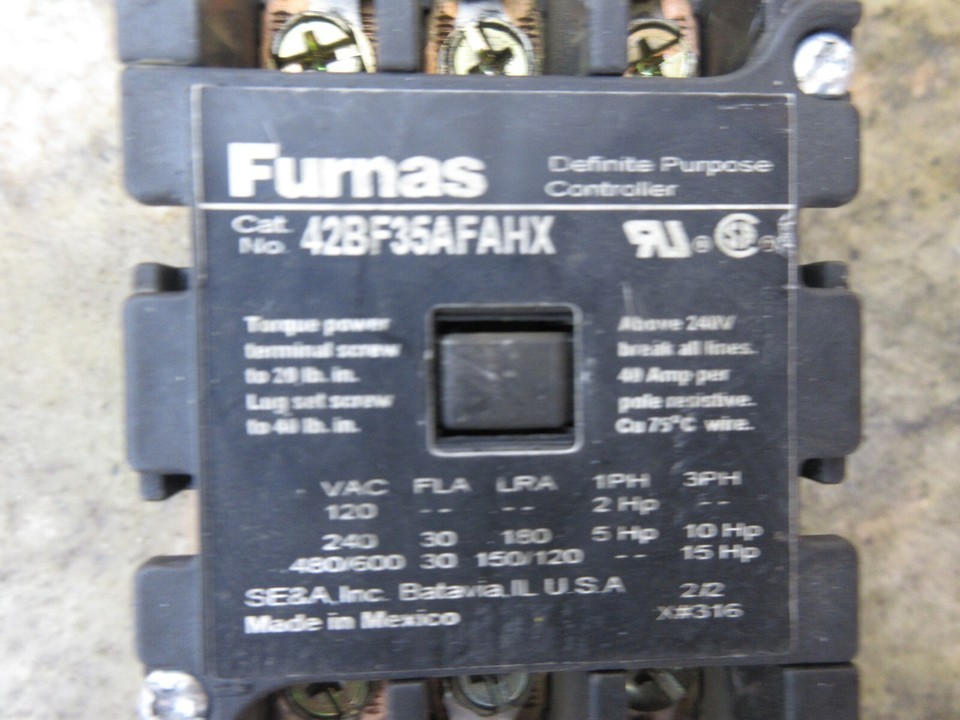 Furnas
Definite Purpose
Controller
Cat.
No. 42BF35AFAHX
Torque power
terminal screw
to 20 lb. in.
Lug set screw
to 40 lb. in.
Above 240V
break all lines.
40 Amp per
pole resistive.
Cu 75°C wire.
VAC FLA LRA 1PH 3PH
120 -- -- 2 Hp --
240 30 180 5 Hp 10 Hp
480/600 30 150/120 -- 15 Hp
SE&A, Inc. Batavia, IL U.S.A 2/2
Made in Mexico X#316